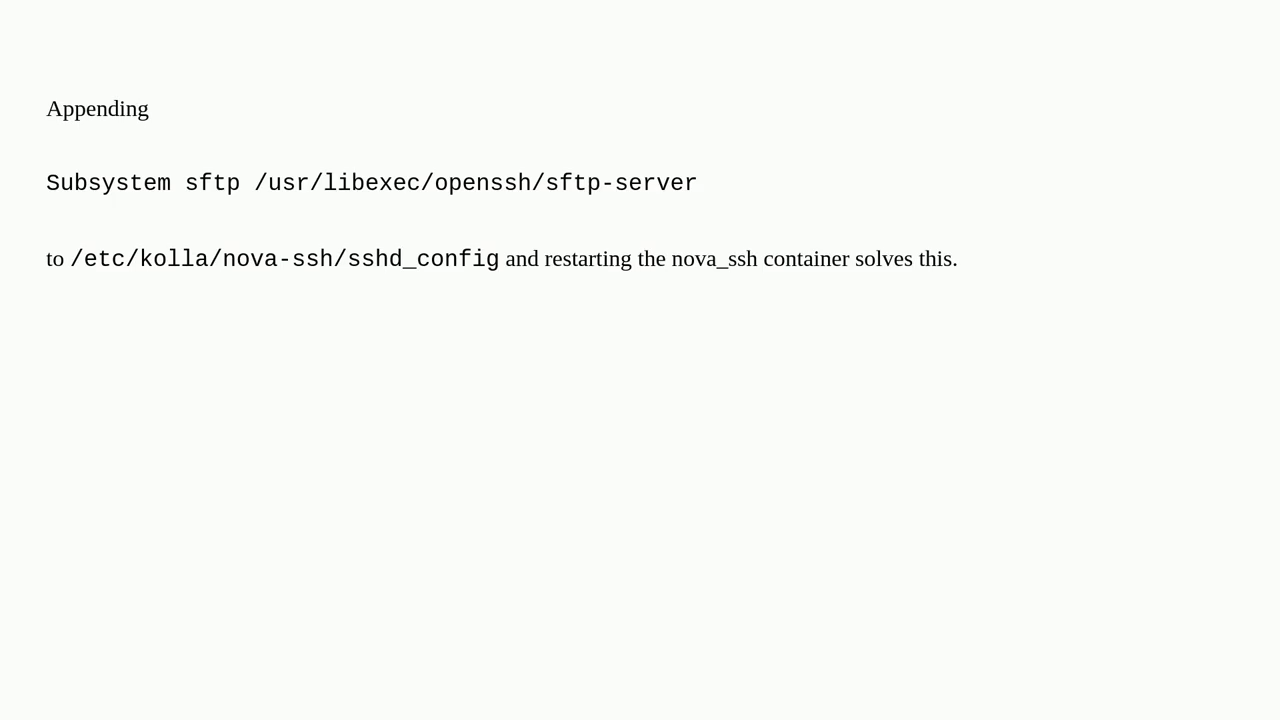 Appending
Subsystem sftp /usr/libexec/openssh/sftp-server
to /etc/kolla/nova-ssh/sshd_config and restarting the nova_ssh container solves this.